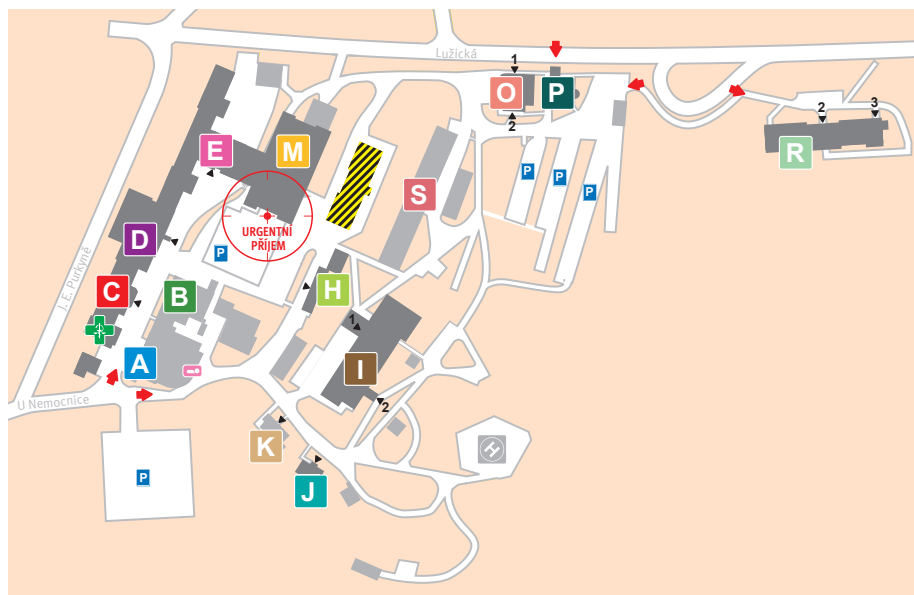 Lužická
1
O
P
2
2
3
R
E
M
S
P
P
P
URGENTNÍ
PŘÍJEM
D
P
J. E. Purkyně
C
B
H
1
A
I
2
U Nemocnice
K
P
J
H